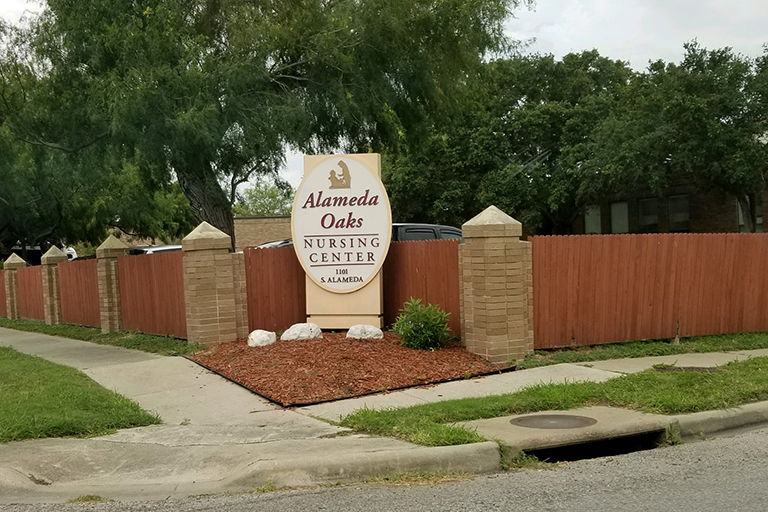 Alameda
Oaks
NURSING
CENTER
1101
S. ALAMEDA